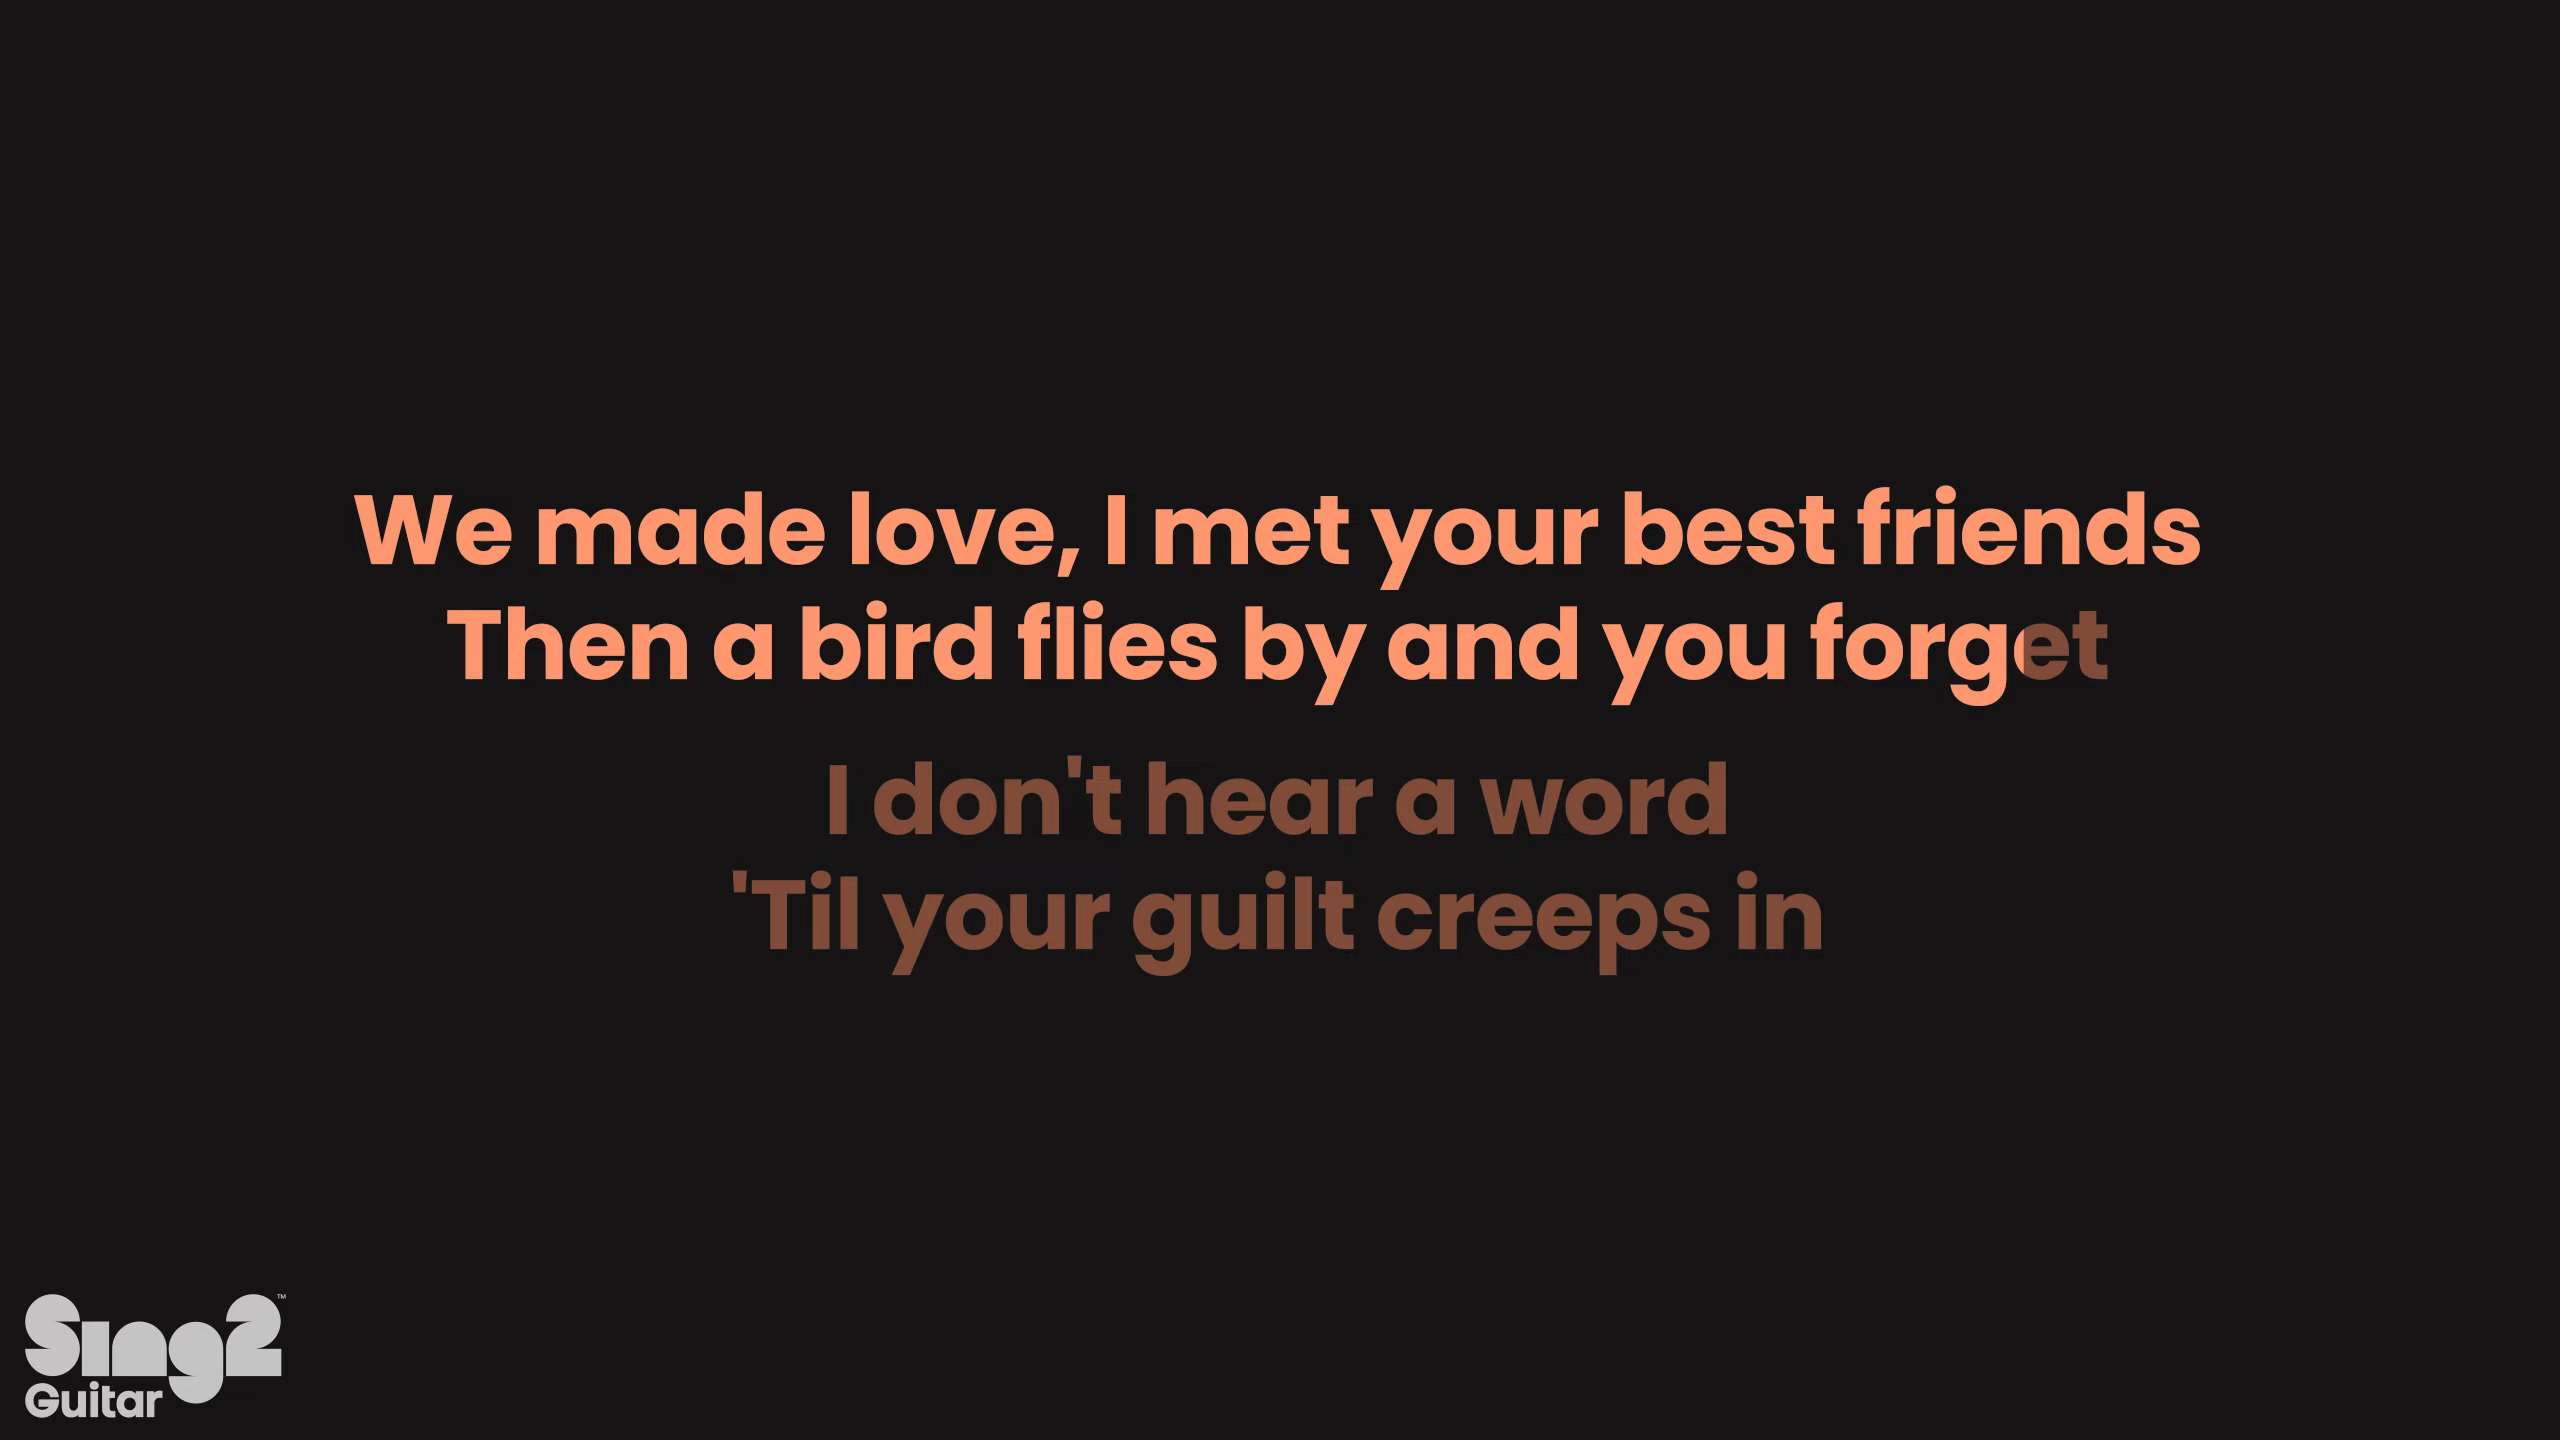 We made love, I met your best friends
Then a bird flies by and you forget
I don't hear a word
'Til your guilt creeps in
Sing2™
Guitar